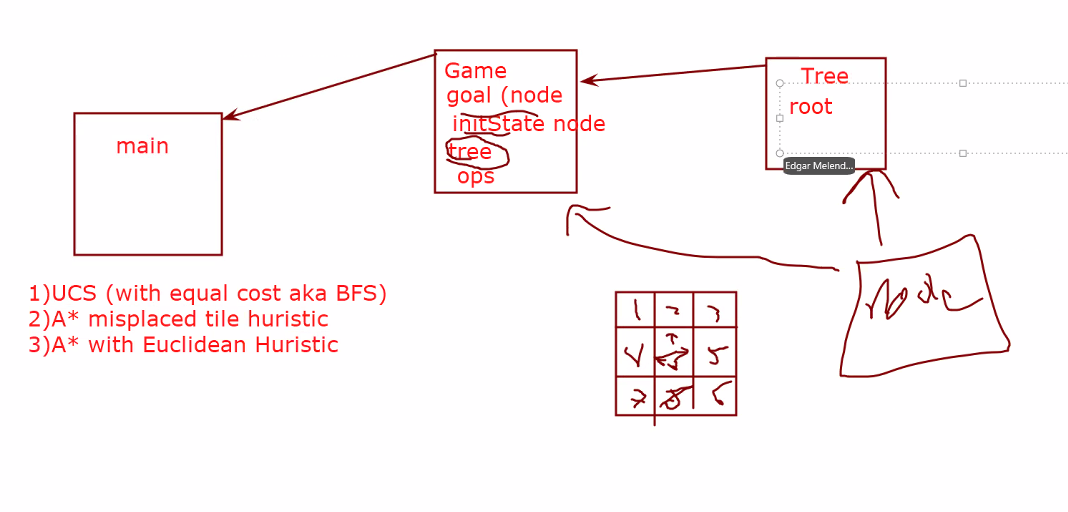 Game
goal (node
initState node
tree
ops
Tree
root
Edgar Melend...
main
Node
1)UCS (with equal cost aka BFS)
2)A* misplaced tile huristic
3)A* with Euclidean Huristic
1 2 3
4 5
7 6